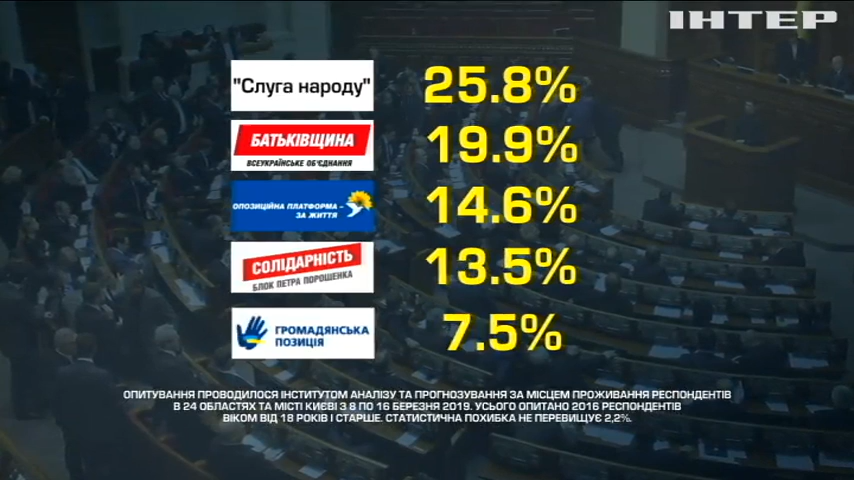 ІНТЕР
"Слуга народу" 25.8%
БАТЬКІВЩИНА 19.9%
ВСЕУКРАЇНСЬКЕ ОБ'ЄДНАННЯ
ОПОЗИЦІЙНА ПЛАТФОРМА – 14.6%
ЗА ЖИТТЯ
СОЛІДАРНІСТЬ 13.5%
БЛОК ПЕТРА ПОРОШЕНКА
ГРОМАДЯНСЬКА 7.5%
ПОЗИЦІЯ
ОПИТУВАННЯ ПРОВОДИЛОСЯ ІНСТИТУТОМ АНАЛІЗУ ТА ПРОГНОЗУВАННЯ ЗА МІСЦЕМ ПРОЖИВАННЯ РЕСПОНДЕНТІВ
В 24 ОБЛАСТЯХ ТА МІСТІ КИЄВІ З 8 ПО 16 БЕРЕЗНЯ 2019. УСЬОГО ОПИТАНО 2016 РЕСПОНДЕНТІВ
ВІКОМ ВІД 18 РОКІВ І СТАРШЕ. СТАТИСТИЧНА ПОХИБКА НЕ ПЕРЕВИЩУЄ 2,2%.